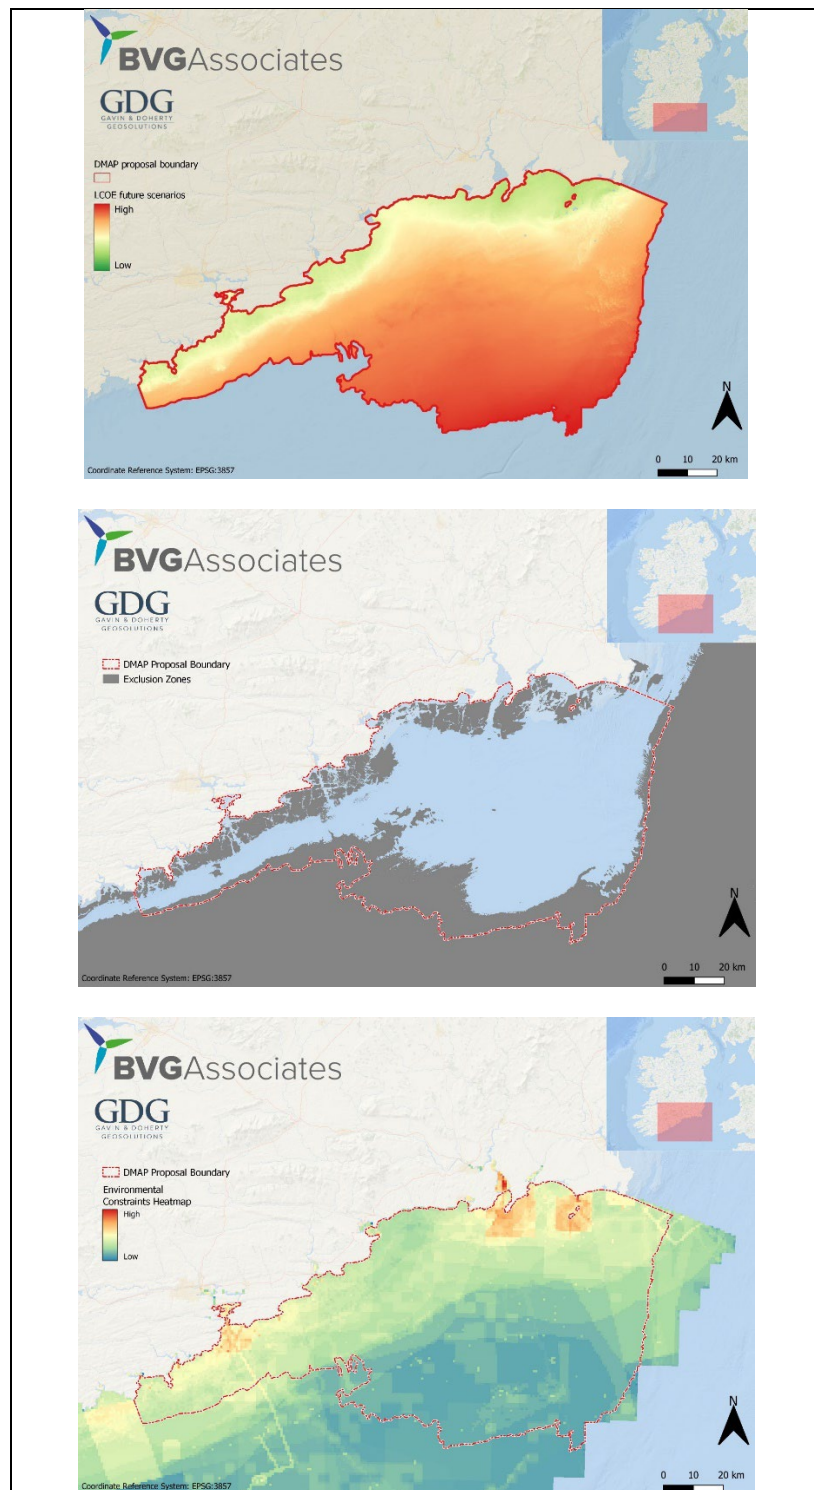 BVGAssociates
GDG
GAVIN & DOHERTY
GEOSOLUTIONS
DMAP proposal boundary
LCOE future scenarios
High
Low
N
0 10 20 km
Coordinate Reference System: EPSG:3857
BVGAssociates
GDG
GAVIN & DOHERTY
GEOSOLUTIONS
DMAP Proposal Boundary
Exclusion Zones
N
0 10 20 km
Coordinate Reference System: EPSG:3857
BVGAssociates
GDG
GAVIN & DOHERTY
GEOSOLUTIONS
DMAP Proposal Boundary
Environmental
Constraints Heatmap
High
Low
N
0 10 20 km
Coordinate Reference System: EPSG:3857